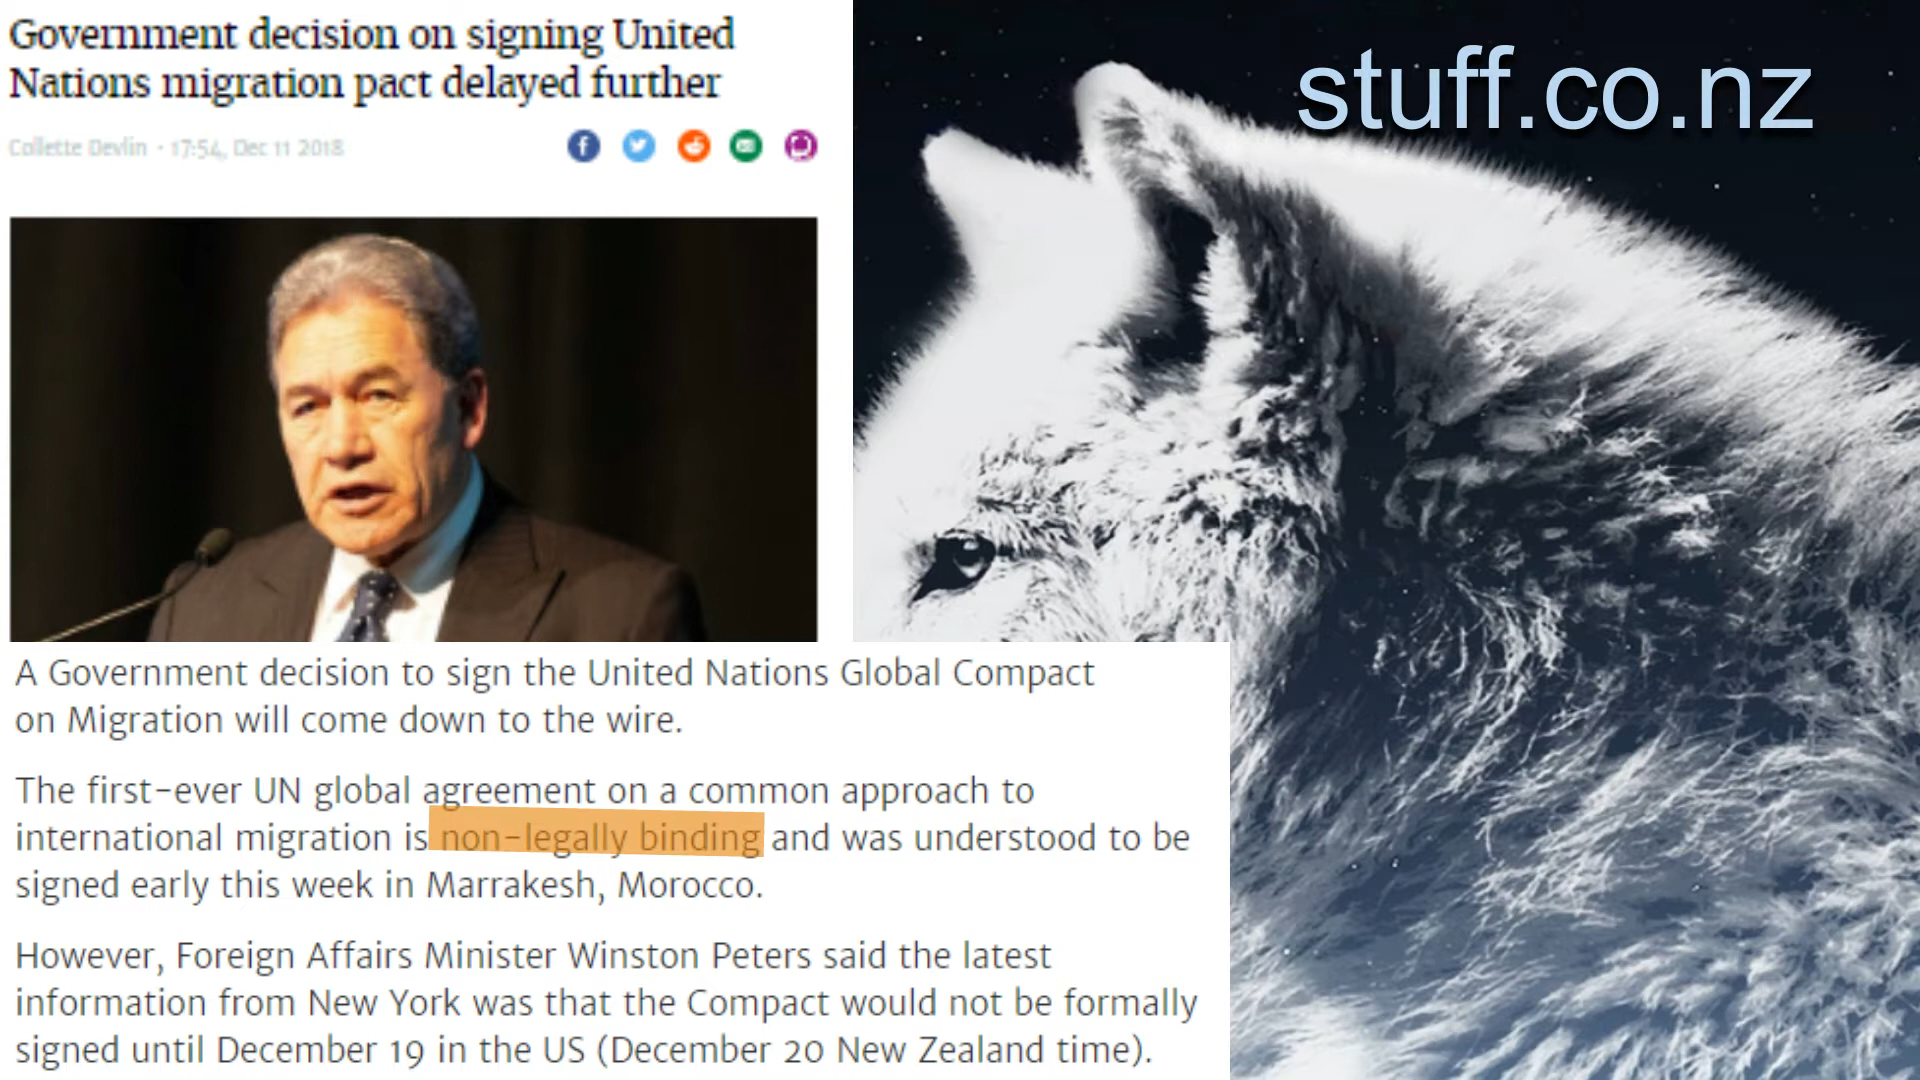 Government decision on signing United
Nations migration pact delayed further
Collette Devlin • 17:54, Dec 11 2018
stuff.co.nz
A Government decision to sign the United Nations Global Compact
on Migration will come down to the wire.
The first-ever UN global agreement on a common approach to
international migration is non-legally binding and was understood to be
signed early this week in Marrakesh, Morocco.
However, Foreign Affairs Minister Winston Peters said the latest
information from New York was that the Compact would not be formally
signed until December 19 in the US (December 20 New Zealand time).